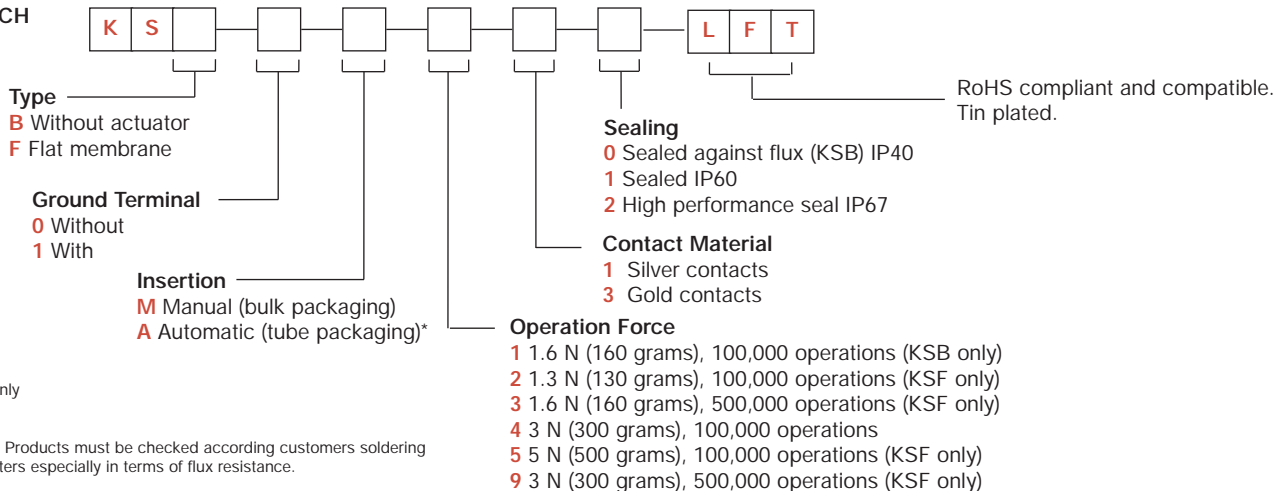 CH
K S L F T
Type
B Without actuator
F Flat membrane
RoHS compliant and compatible.
Tin plated.
Ground Terminal
0 Without
1 With
Insertion
M Manual (bulk packaging)
A Automatic (tube packaging)*
Sealing
0 Sealed against flux (KSB) IP40
1 Sealed IP60
2 High performance seal IP67
Contact Material
1 Silver contacts
3 Gold contacts
Operation Force
1 1.6 N (160 grams), 100,000 operations (KSB only)
2 1.3 N (130 grams), 100,000 operations (KSF only)
3 1.6 N (160 grams), 500,000 operations (KSF only)
4 3 N (300 grams), 100,000 operations
5 5 N (500 grams), 100,000 operations (KSF only)
9 3 N (300 grams), 500,000 operations (KSF only)
nly
Products must be checked according customers soldering
ters especially in terms of flux resistance.